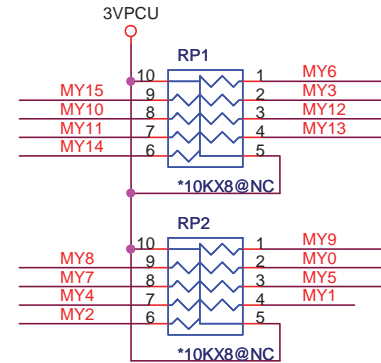 3VPCU
RP1
10 1 MY6
MY15 9 2 MY3
MY10 8 3 MY12
MY11 7 4 MY13
MY14 6 5
*10KX8@NC
RP2
10 1 MY9
MY8 9 2 MY0
MY7 8 3 MY5
MY4 7 4 MY1
MY2 6 5
*10KX8@NC